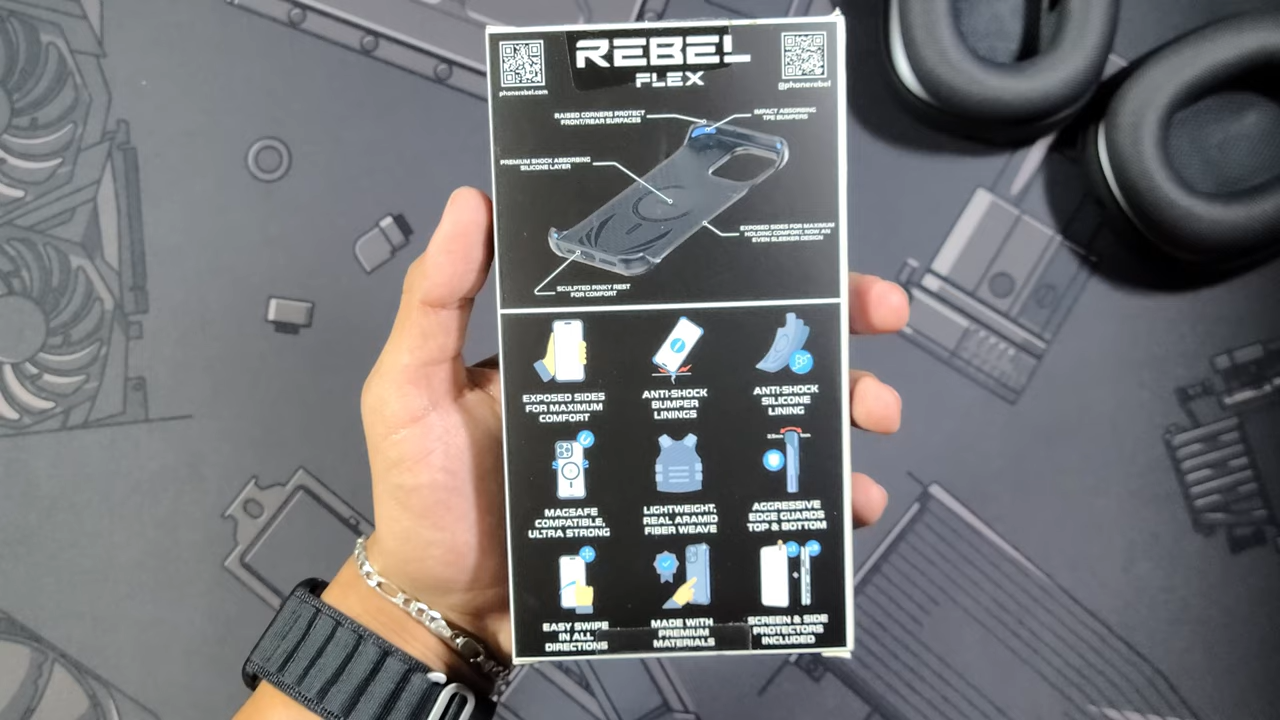 REBEL
FLEX
phonerebel.com
@phonerebel
RAISED CORNERS PROTECT
FRONT/REAR SURFACES
IMPACT ABSORBING
TPE BUMPERS
PREMIUM SHOCK ABSORBING
SILICONE LAYER
EXPOSED SIDES FOR MAXIMUM
HOLDING COMFORT, NOW AN
EVEN SLEEKER DESIGN
SCULPTED PINKY REST
FOR COMFORT
EXPOSED SIDES
FOR MAXIMUM
COMFORT
ANTI-SHOCK
BUMPER
LININGS
ANTI-SHOCK
SILICONE
LINING
MAGSAFE
COMPATIBLE,
ULTRA STRONG
LIGHTWEIGHT,
REAL ARAMID
FIBER WEAVE
AGGRESSIVE
EDGE GUARDS
TOP & BOTTOM
EASY SWIPE
IN ALL
DIRECTIONS
MADE WITH
PREMIUM
MATERIALS
SCREEN & SIDE
PROTECTORS
INCLUDED